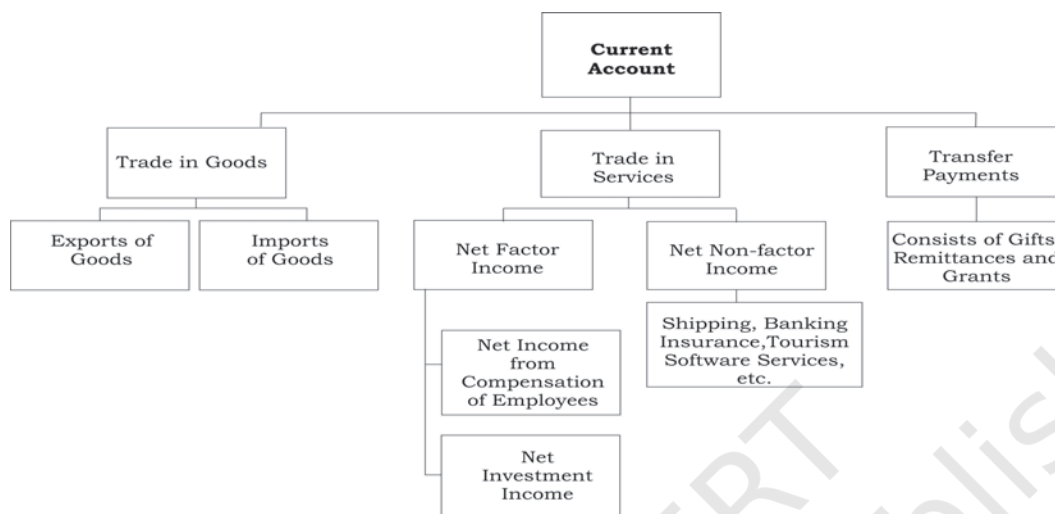 Current
Account
Trade in Goods
Trade in
Services
Transfer
Payments
Exports of
Goods
Imports
of Goods
Net Factor
Income
Net Non-factor
Income
Consists of Gifts,
Remittances and
Grants
Shipping, Banking
Insurance,Tourism
Software Services,
etc.
Net Income
from
Compensation
of Employees
Net
Investment
Income